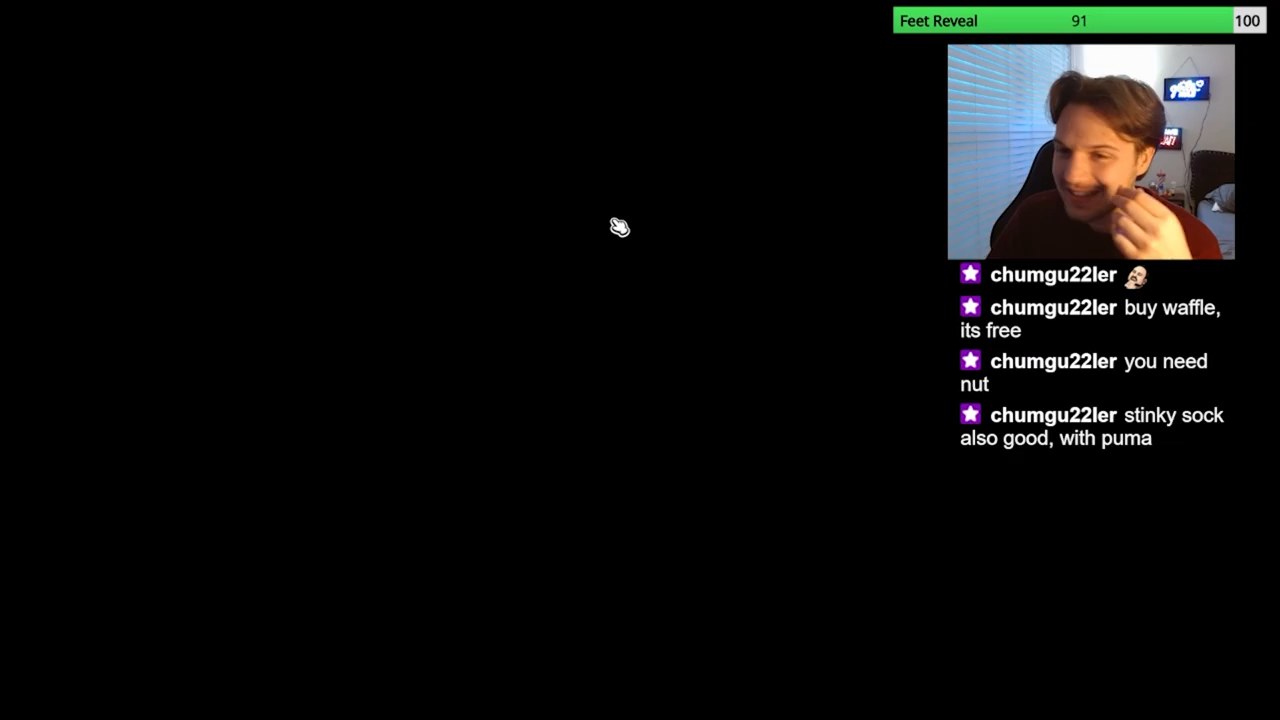 Feet Reveal 91 100
chumgu22ler
chumgu22ler buy waffle,
its free
chumgu22ler you need
nut
chumgu22ler stinky sock
also good, with puma